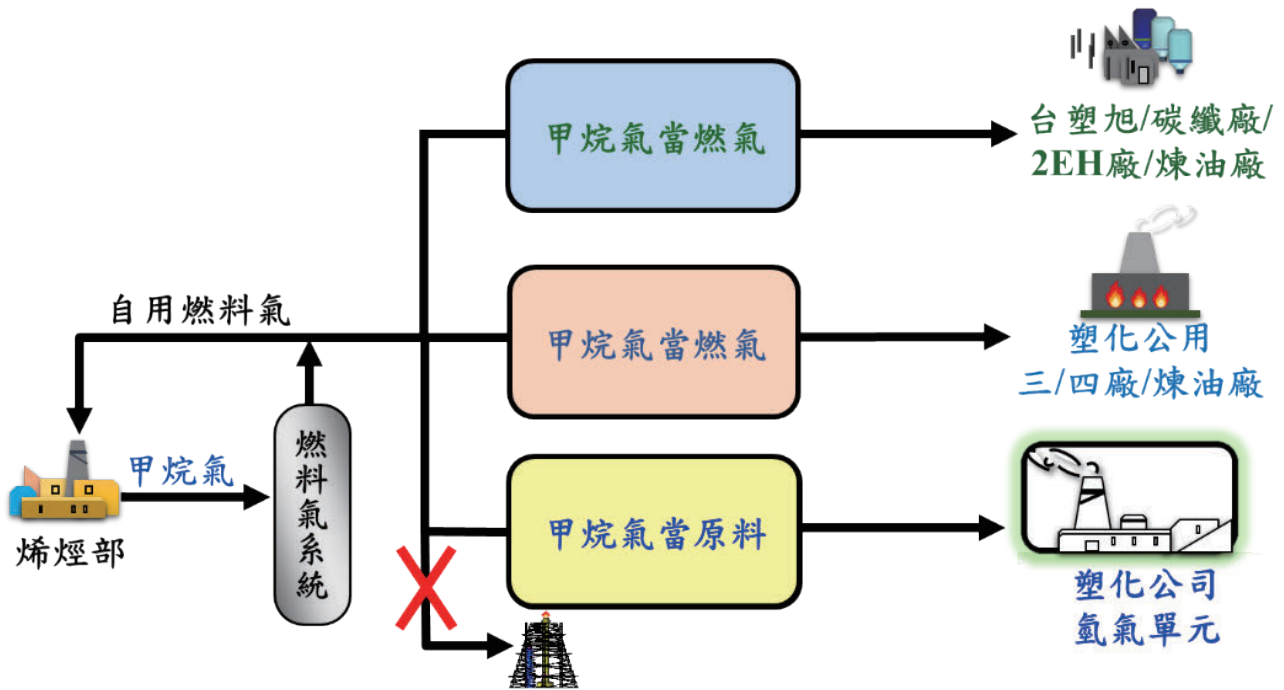 甲烷氣當燃氣
台塑旭/碳纖廠/
2EH廠/煉油廠
自用燃料氣
甲烷氣當燃氣
塑化公用
三/四廠/煉油廠
甲烷氣
燃料氣系統
烯烴部
甲烷氣當原料
塑化公司
氫氣單元